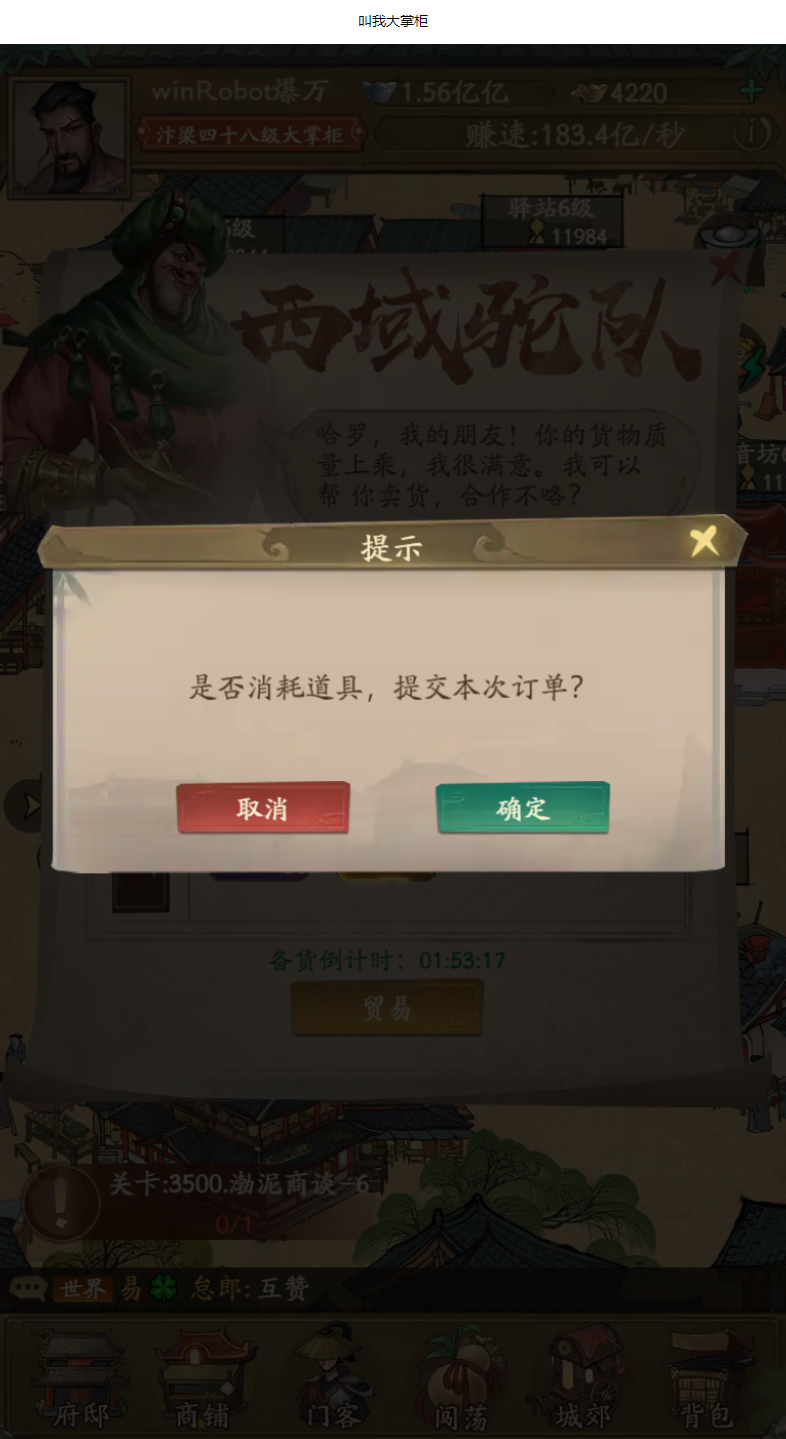 叫我大掌柜
winRobot爆万
1.56亿亿
4220
汴梁四十八级大掌柜
赚速:183.4亿/秒
驿站6级
11984
西域驼队
哈罗，我的朋友！你的货物质
量上乘，我很满意。我可以
帮 你卖货，合作不咯?
提示
是否消耗道具，提交本次订单?
取消
确定
备货倒计时：01:53:17
贸易
关卡:3500.渤泥商谈-6
0/1
世界 易 怠郎: 互赞
府邸
商铺
门客
闯荡
城郊
背包